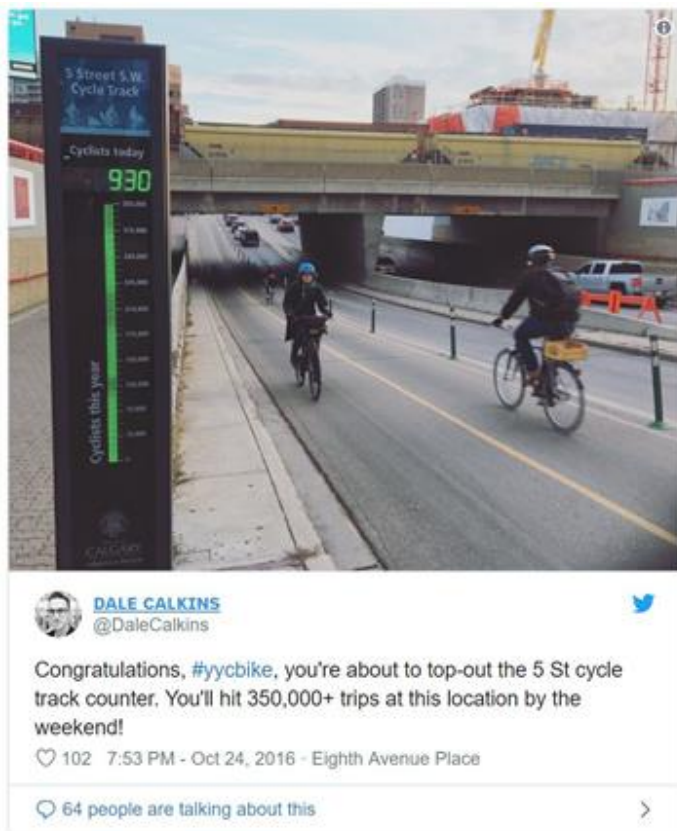 5 Street S.W.
Cycle Track
Cyclists today
930
Cyclists this year
CALGARY
DALE CALKINS
@DaleCalkins
Congratulations, #yycbike, you're about to top-out the 5 St cycle
track counter. You'll hit 350,000+ trips at this location by the
weekend!
102 7:53 PM - Oct 24, 2016 · Eighth Avenue Place
64 people are talking about this